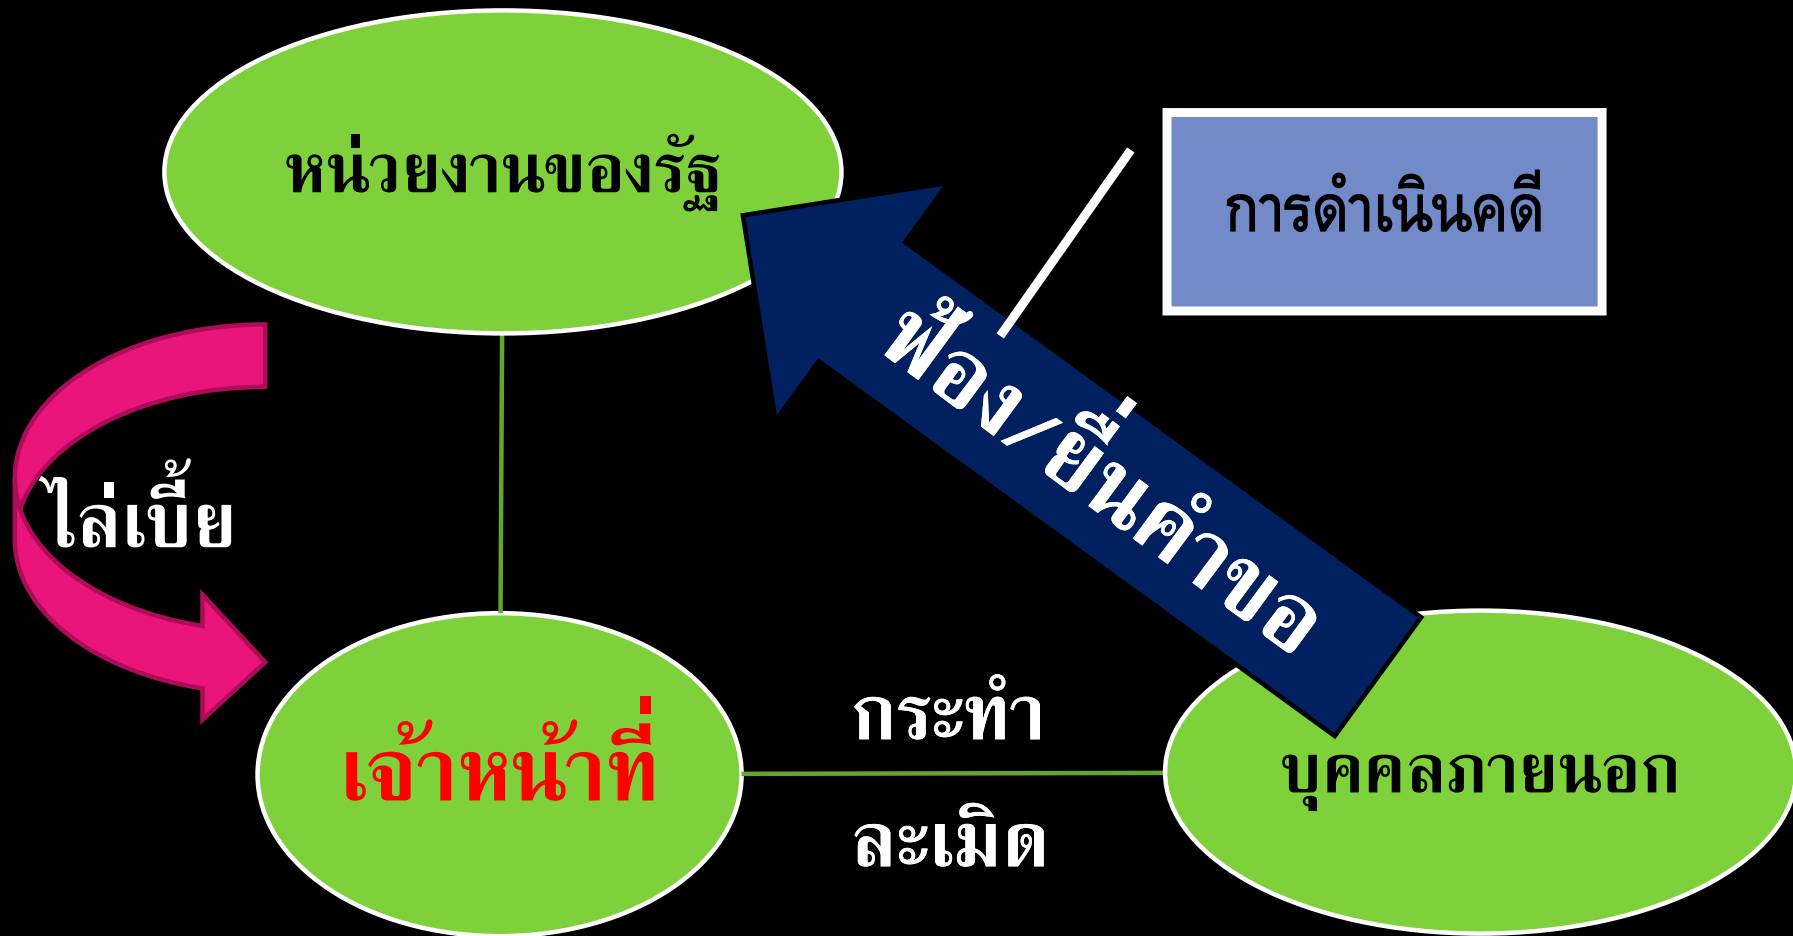 หน่วยงานของรัฐ
การดำเนินคดี
ฟ้อง/ยื่นคำขอ
ไล่เบี้ย
เจ้าหน้าที่
กระทำ
ละเมิด
บุคคลภายนอก